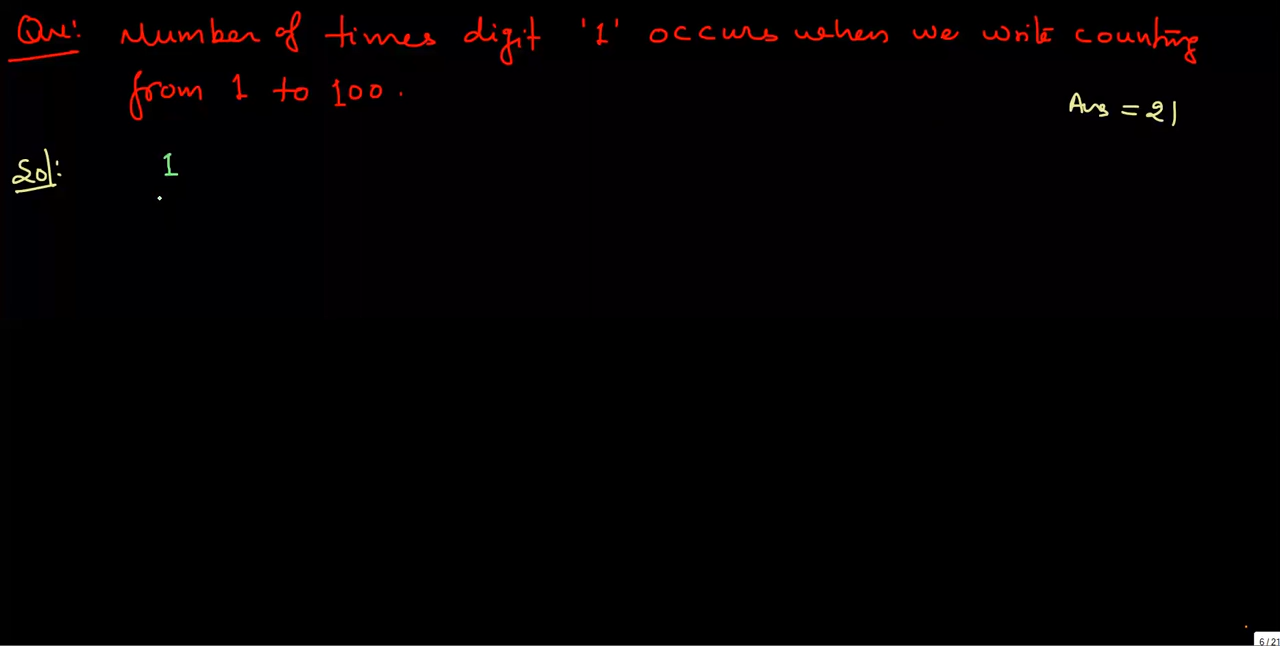 Que: Number of times digit '1' occurs when we write counting
from 1 to 100.
Ans = 21
Sol: 1
6 / 21